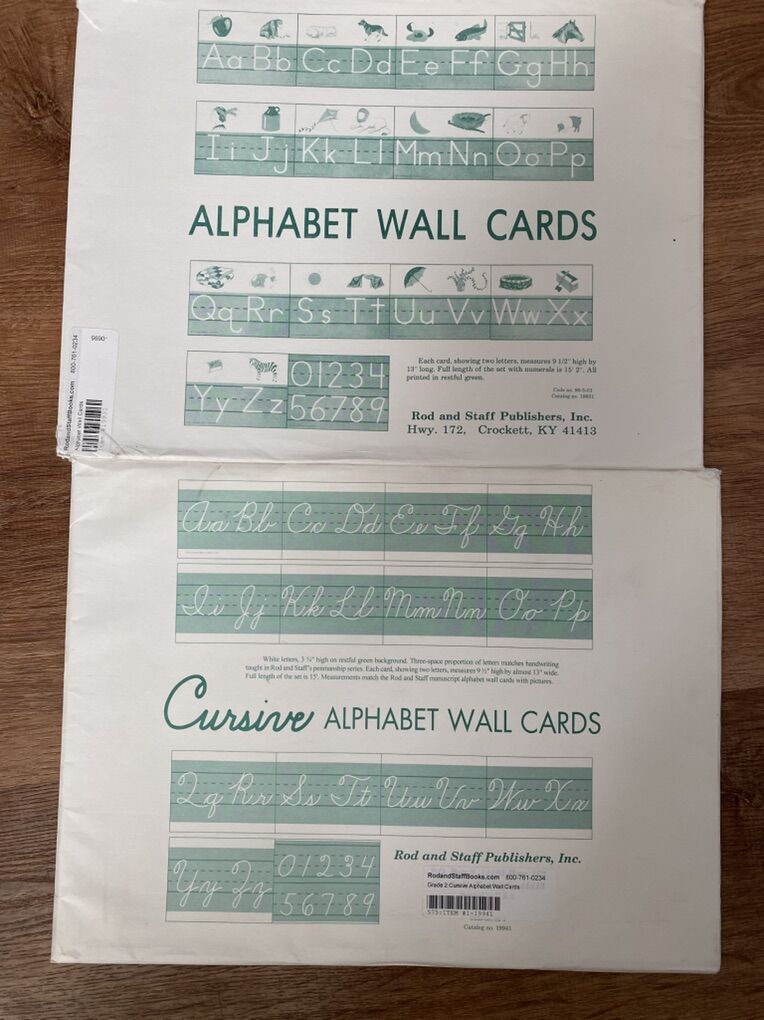 Aa Bb Cc Dd Ee Ff Gg Hh
Ii Jj Kk Ll Mm Nn Oo Pp
ALPHABET WALL CARDS
Qq Rr Ss Tt Uu Vv Ww Xx
Yy Zz 01234
56789
Each card, showing two letters, measures 9 1/2" high by
13" long. Full length of the set with numerals is 15' 2". All
printed in restful green.
Catalog no. 19931
Rod and Staff Publishers, Inc.
Hwy. 172, Crockett, KY 41413
RodandStaffBooks.com 800-761-0234
Alphabet Wall Cards
Aa Bb Cc Dd Ee Ff Gg Hh
Ii Jj Kk Ll Mm Nn Oo Pp
White letters, 3 ¾" high on restful green background. Three-space proportion of letters matches handwriting
taught in Rod and Staff's penmanship series. Each card, showing two letters, measures 9 ½" high by almost 13" wide.
Full length of the set is 15'. Measurements match the Rod and Staff manuscript alphabet wall cards with pictures.
Cursive ALPHABET WALL CARDS
Qq Rr Ss Tt Uu Vv Ww Xx
Yy Zz 01234
56789
Rod and Staff Publishers, Inc.
RodandStaffBooks.com 800-761-0234
Grade 2 Cursive Alphabet Wall Cards
575:ITEM #1-19941
Catalog no. 19941